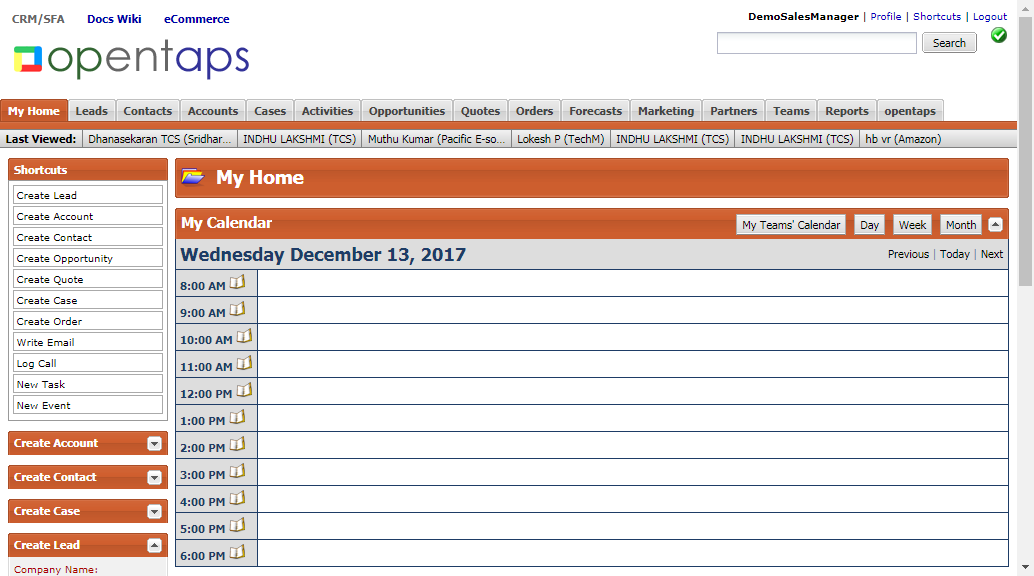 CRM/SFA Docs Wiki eCommerce
DemoSalesManager | Profile | Shortcuts | Logout
opentaps
Search
My Home Leads Contacts Accounts Cases Activities Opportunities Quotes Orders Forecasts Marketing Partners Teams Reports opentaps
Last Viewed: Dhanasekaran TCS (Sridhar... INDHU LAKSHMI (TCS) Muthu Kumar (Pacific E-so... Lokesh P (TechM) INDHU LAKSHMI (TCS) INDHU LAKSHMI (TCS) hb vr (Amazon)
Shortcuts
Create Lead
Create Account
Create Contact
Create Opportunity
Create Quote
Create Case
Create Order
Write Email
Log Call
New Task
New Event
Create Account
Create Contact
Create Case
Create Lead
Company Name:
My Home
My Calendar
My Teams' Calendar Day Week Month
Wednesday December 13, 2017
Previous | Today | Next
8:00 AM
9:00 AM
10:00 AM
11:00 AM
12:00 PM
1:00 PM
2:00 PM
3:00 PM
4:00 PM
5:00 PM
6:00 PM